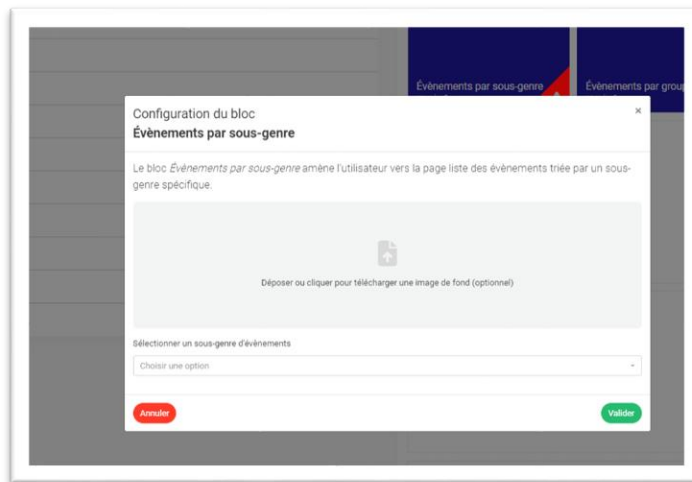 Évènements par sous-genre
Évènements par group
Configuration du bloc
×
Évènements par sous-genre
Le bloc Évènements par sous-genre amène l'utilisateur vers la page liste des évènements triée par un sous-
genre spécifique.
Déposer ou cliquer pour télécharger une image de fond (optionnel)
Sélectionner un sous-genre d'évènements
Choisir une option
Annuler
Valider